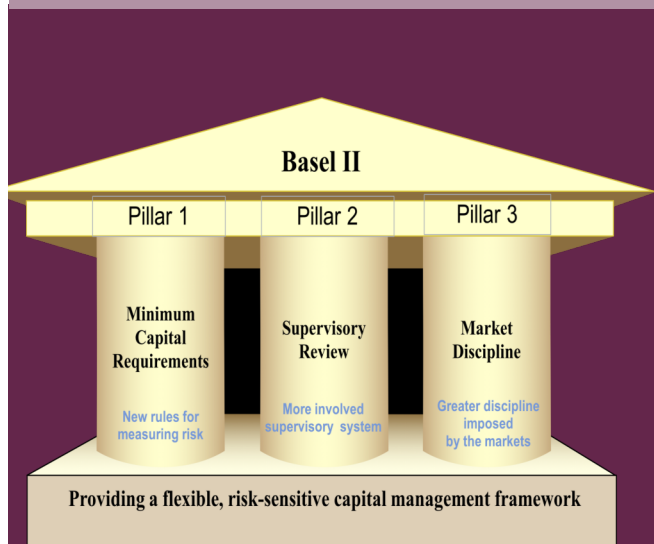 Basel II
Pillar 1
Pillar 2
Pillar 3
Minimum
Capital
Requirements
New rules for
measuring risk
Supervisory
Review
More involved
supervisory system
Market
Discipline
Greater discipline
imposed
by the markets
Providing a flexible, risk-sensitive capital management framework